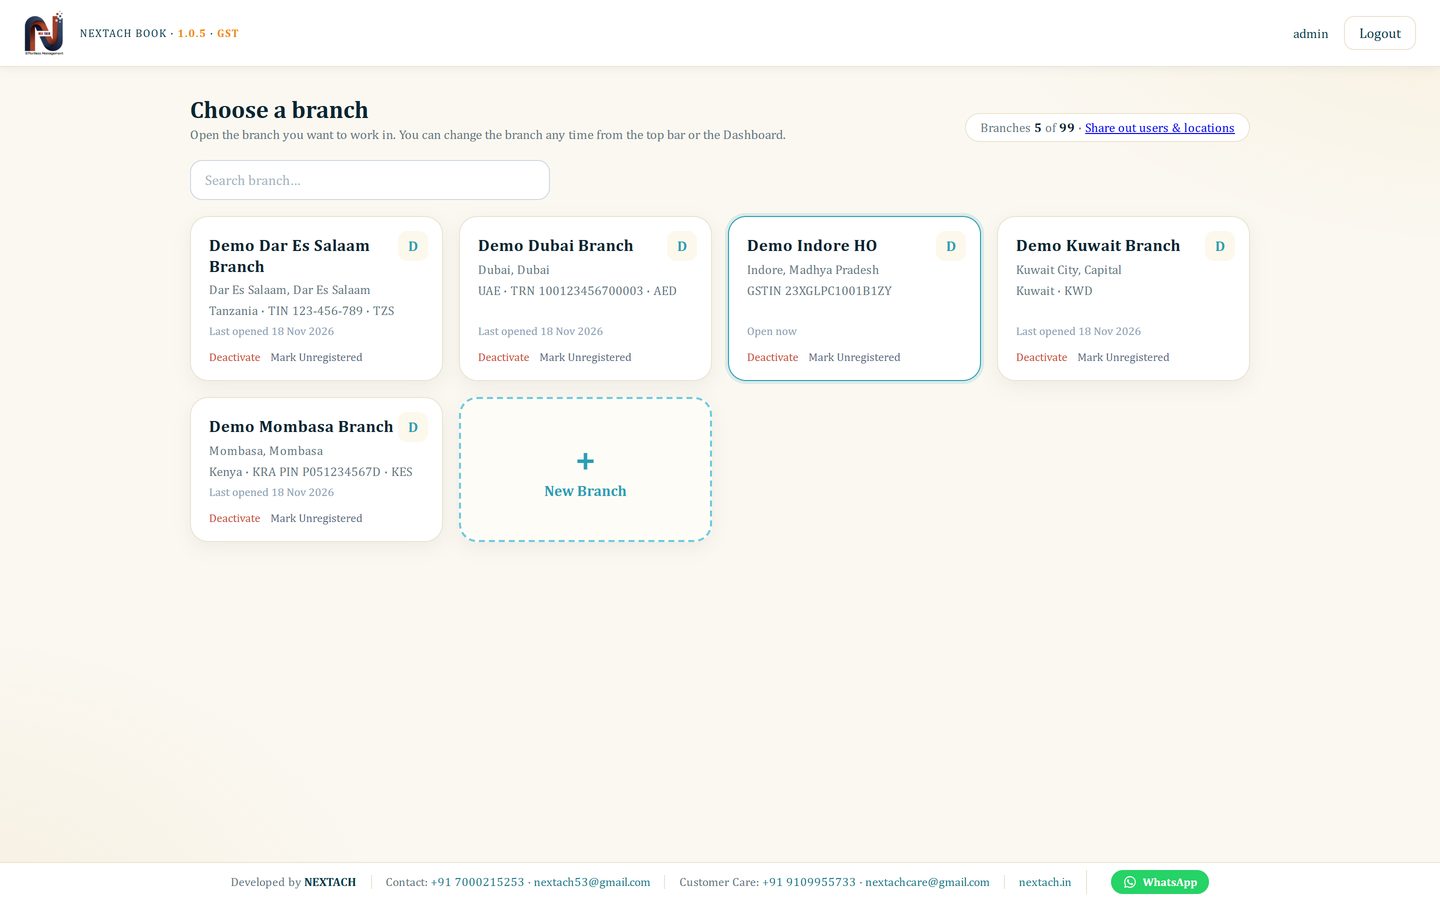 NEXTACH BOOK · 1.0.5 · GST
admin
Logout
Choose a branch
Open the branch you want to work in. You can change the branch any time from the top bar or the Dashboard.
Branches 5 of 99 · Share out users & locations
Search branch...
Demo Dar Es Salaam Branch
D
Dar Es Salaam, Dar Es Salaam
Tanzania · TIN 123-456-789 · TZS
Last opened 18 Nov 2026
Deactivate Mark Unregistered
Demo Dubai Branch
D
Dubai, Dubai
UAE · TRN 100123456700003 · AED
Last opened 18 Nov 2026
Deactivate Mark Unregistered
Demo Indore HO
D
Indore, Madhya Pradesh
GSTIN 23XGLPC1001B1ZY
Open now
Deactivate Mark Unregistered
Demo Kuwait Branch
D
Kuwait City, Capital
Kuwait · KWD
Last opened 18 Nov 2026
Deactivate Mark Unregistered
Demo Mombasa Branch
D
Mombasa, Mombasa
Kenya · KRA PIN P051234567D · KES
Last opened 18 Nov 2026
Deactivate Mark Unregistered
+
New Branch
Developed by NEXTACH
Contact: +91 7000215253 · nextach53@gmail.com
Customer Care: +91 9109955733 · nextachcare@gmail.com
nextach.in
WhatsApp